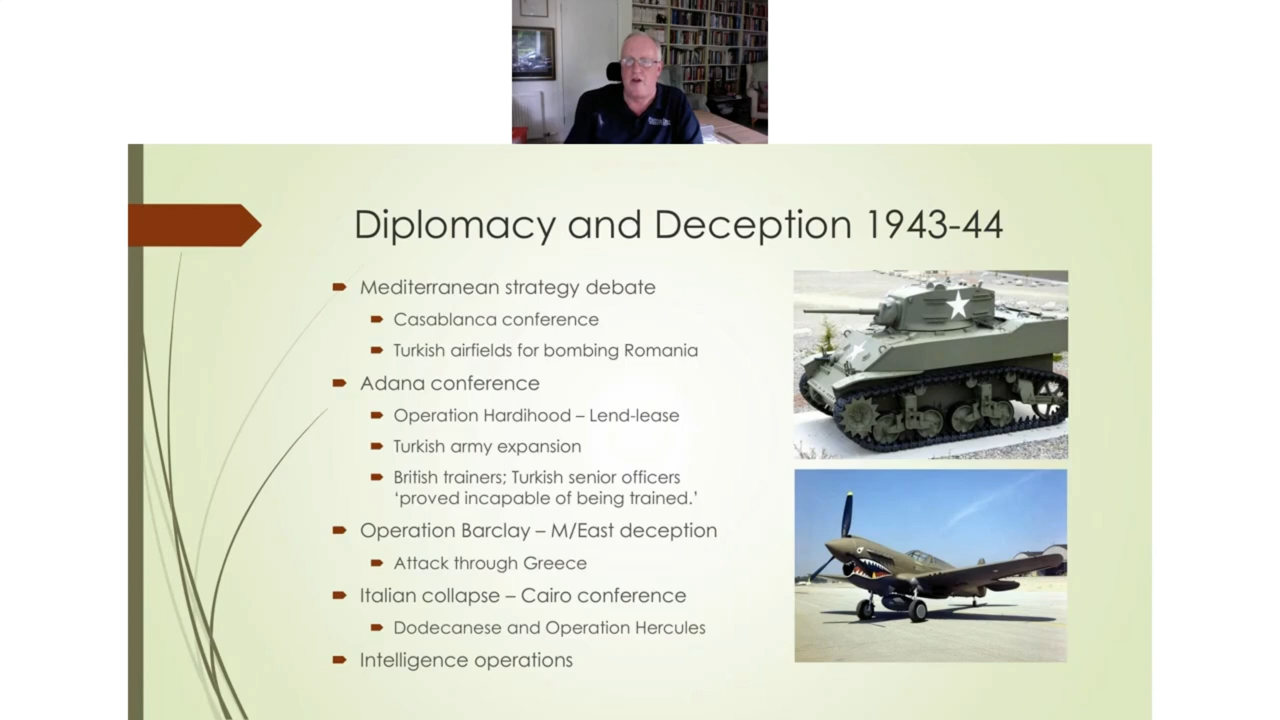 Diplomacy and Deception 1943-44
Mediterranean strategy debate
Casablanca conference
Turkish airfields for bombing Romania
Adana conference
Operation Hardihood – Lend-lease
Turkish army expansion
British trainers; Turkish senior officers
‘proved incapable of being trained.’
Operation Barclay – M/East deception
Attack through Greece
Italian collapse – Cairo conference
Dodecanese and Operation Hercules
Intelligence operations